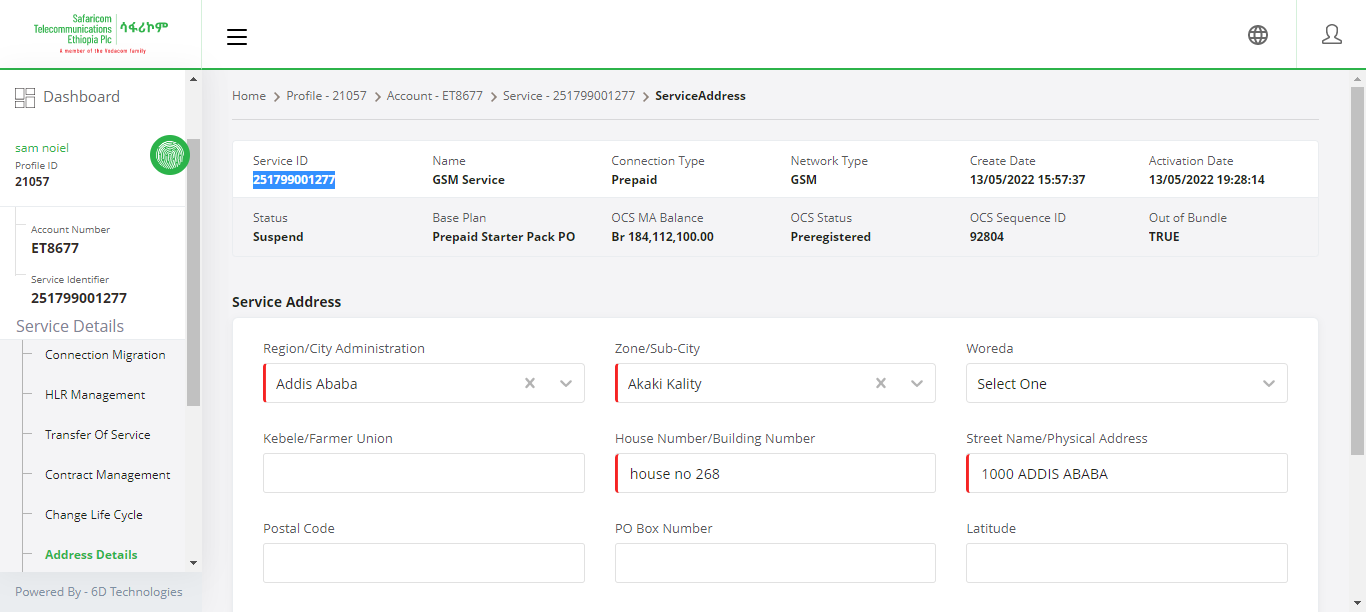 Safaricom
Telecommunications
Ethiopia Plc
ሳፋሪኮም
A member of the Vodacom family
Dashboard
sam noiel
Profile ID
21057
Account Number
ET8677
Service Identifier
251799001277
Service Details
Connection Migration
HLR Management
Transfer Of Service
Contract Management
Change Life Cycle
Address Details
Powered By - 6D Technologies
Home > Profile - 21057 > Account - ET8677 > Service - 251799001277 > ServiceAddress
Service ID Name Connection Type Network Type Create Date Activation Date
251799001277 GSM Service Prepaid GSM 13/05/2022 15:57:37 13/05/2022 19:28:14
Status Base Plan OCS MA Balance OCS Status OCS Sequence ID Out of Bundle
Suspend Prepaid Starter Pack PO Br 184,112,100.00 Preregistered 92804 TRUE
Service Address
Region/City Administration Zone/Sub-City Woreda
Addis Ababa Akaki Kality Select One
Kebele/Farmer Union House Number/Building Number Street Name/Physical Address
house no 268 1000 ADDIS ABABA
Postal Code PO Box Number Latitude